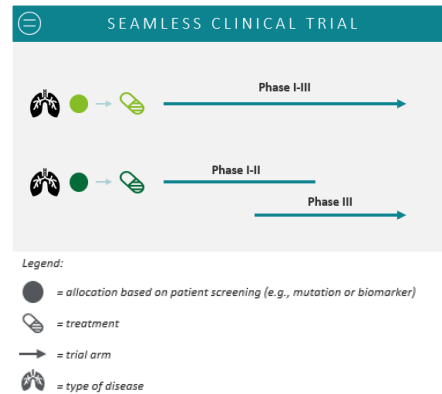 SEAMLESS CLINICAL TRIAL
Phase I-III
Phase I-II
Phase III
Legend:
= allocation based on patient screening (e.g., mutation or biomarker)
= treatment
= trial arm
= type of disease